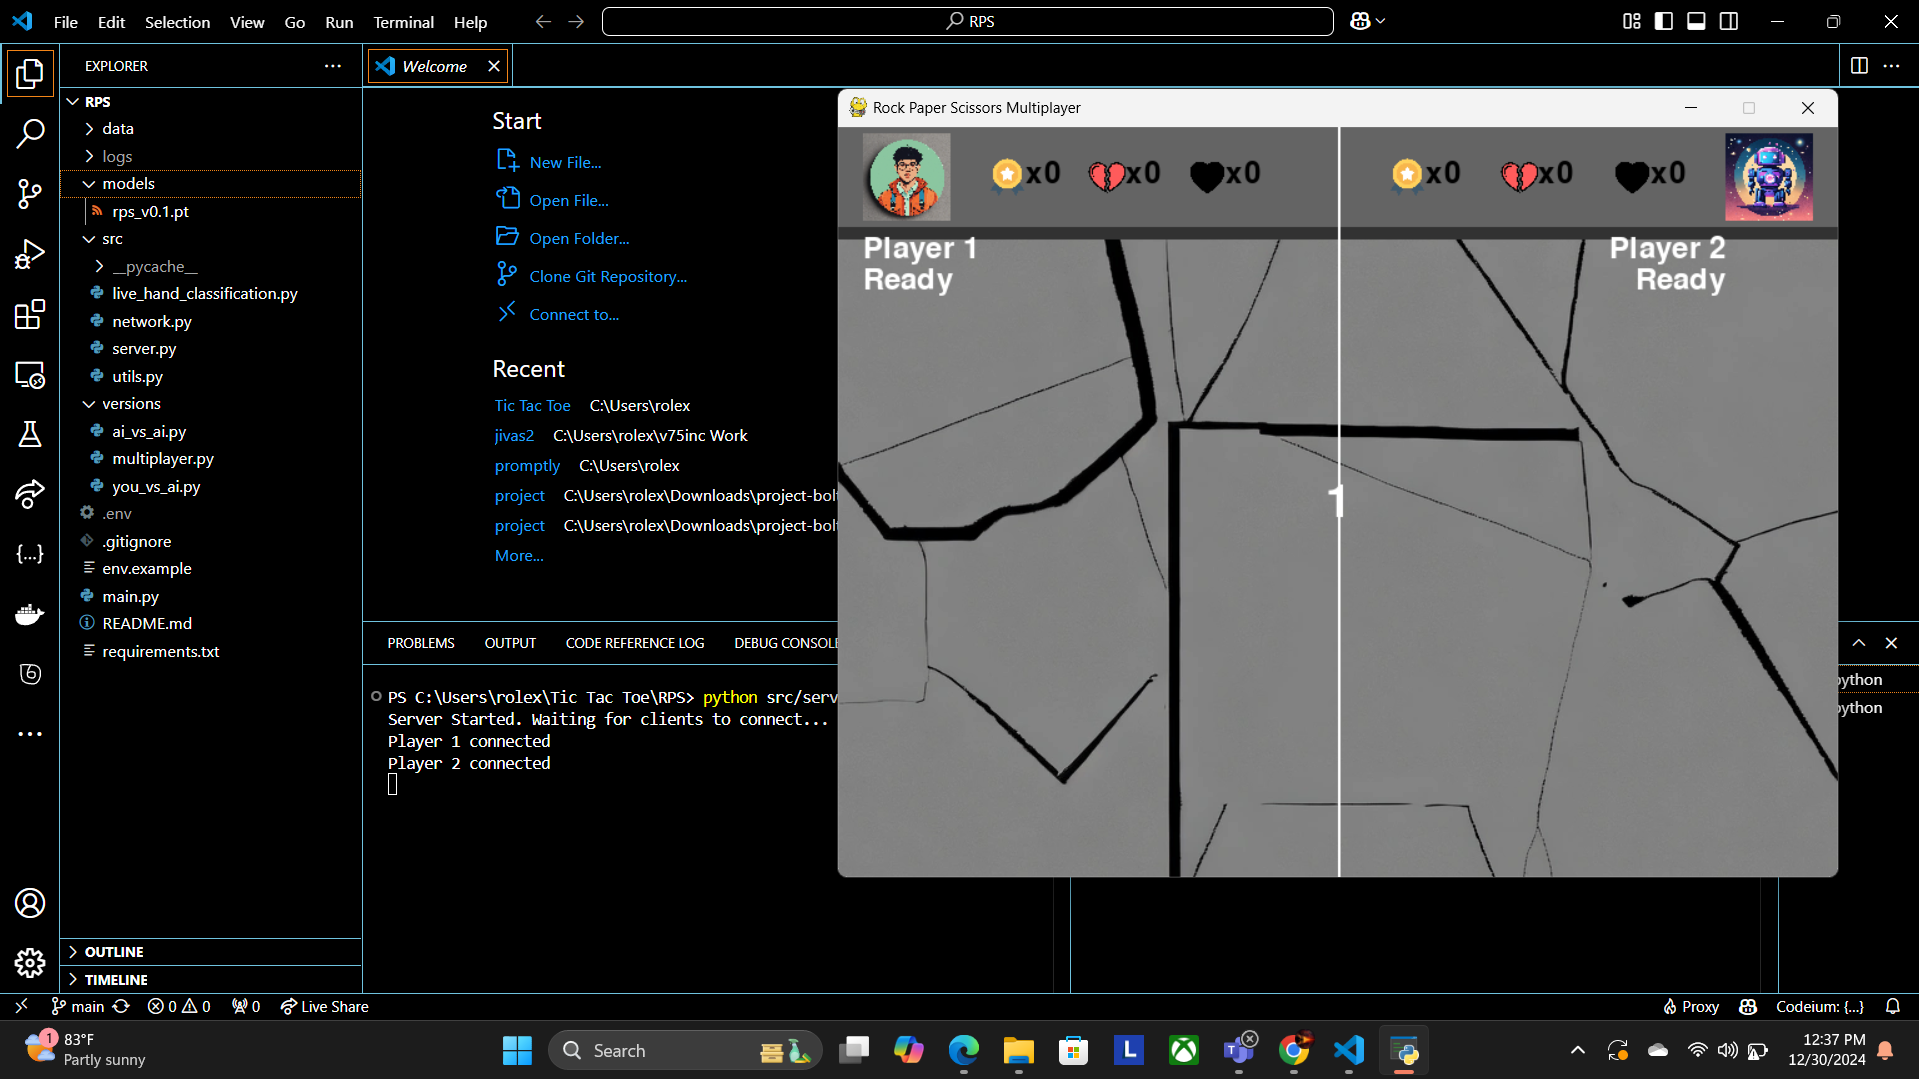 File Edit Selection View Go Run Terminal Help
RPS
EXPLORER
RPS
data
logs
models
rps_v0.1.pt
src
__pycache__
live_hand_classification.py
network.py
server.py
utils.py
versions
ai_vs_ai.py
multiplayer.py
you_vs_ai.py
.env
.gitignore
env.example
main.py
README.md
requirements.txt
OUTLINE
TIMELINE
Welcome
Start
New File...
Open File...
Open Folder...
Clone Git Repository...
Connect to...
Recent
Tic Tac Toe C:\Users\rolex
jivas2 C:\Users\rolex\v75inc Work
promptly C:\Users\rolex
project C:\Users\rolex\Downloads\project-bol
project C:\Users\rolex\Downloads\project-bol
More...
PROBLEMS OUTPUT CODE REFERENCE LOG DEBUG CONSOLE
PS C:\Users\rolex\Tic Tac Toe\RPS> python src/serv
Server Started. Waiting for clients to connect...
Player 1 connected
Player 2 connected
python
python
Rock Paper Scissors Multiplayer
x0 x0 x0 x0 x0 x0
Player 1
Ready
Player 2
Ready
1
main 0 0 0 Live Share
Proxy Codeium: {...}
1
83°F
Partly sunny
Search
L
12:37 PM
12/30/2024